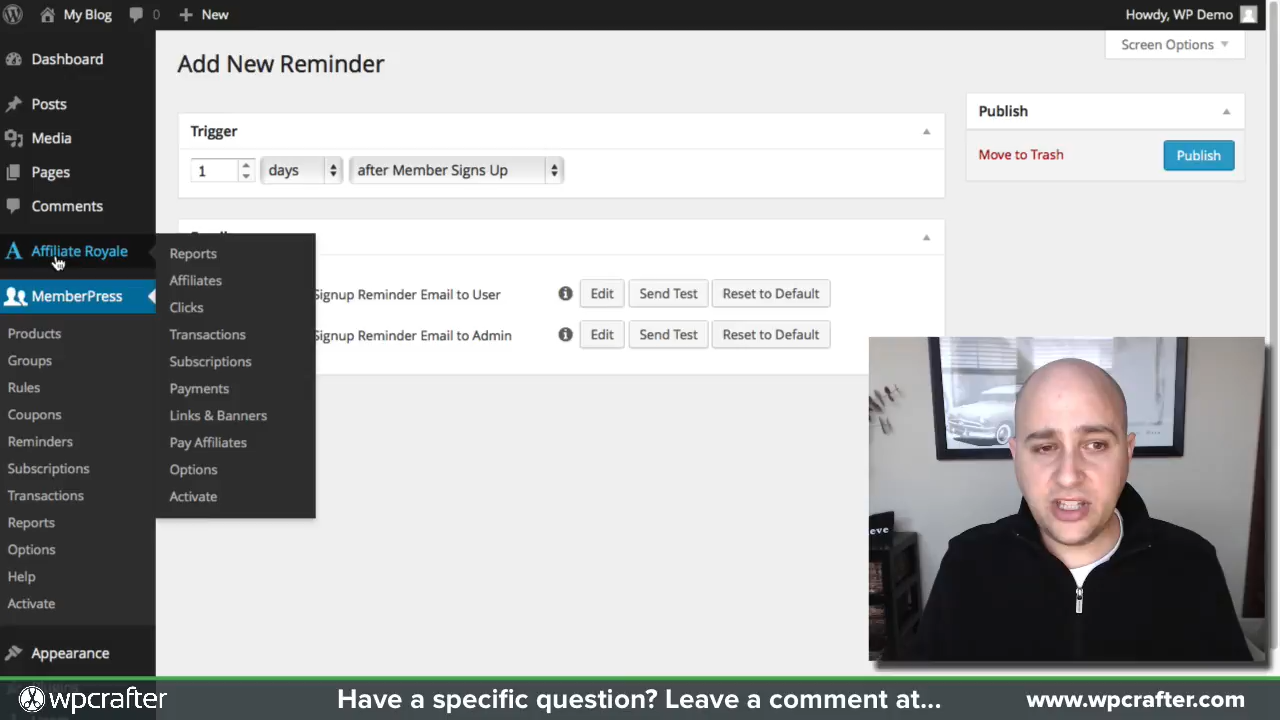 My Blog 0 New Howdy, WP Demo
Screen Options
Dashboard
Posts
Media
Pages
Comments
Affiliate Royale
MemberPress
Products
Groups
Rules
Coupons
Reminders
Subscriptions
Transactions
Reports
Options
Help
Activate
Appearance
Reports
Affiliates
Clicks
Transactions
Subscriptions
Payments
Links & Banners
Pay Affiliates
Options
Activate
Add New Reminder
Trigger
1 days after Member Signs Up
Signup Reminder Email to User Edit Send Test Reset to Default
Signup Reminder Email to Admin Edit Send Test Reset to Default
Publish
Move to Trash Publish
eve
wpcrafter Have a specific question? Leave a comment at... www.wpcrafter.com